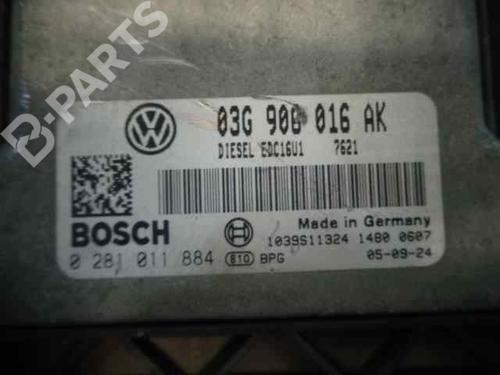 B-PARTS
03G 906 016 AK
DIESEL EDC16U1 7621
BOSCH
Made in Germany
1039S11324 1480 0607
0 281 011 884 810 BPG
05-09-24